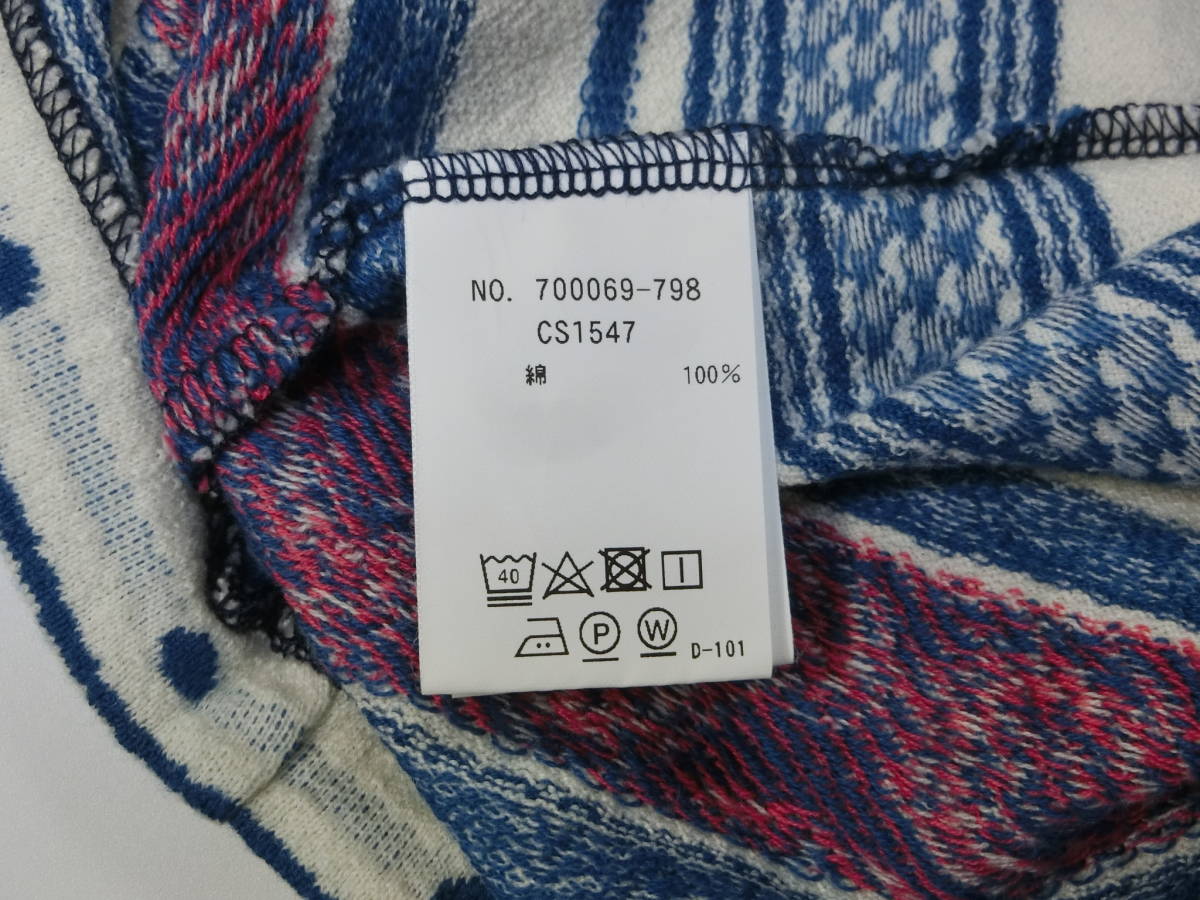 NO. 700069-798
CS1547
綿 100%
40
P W D-101